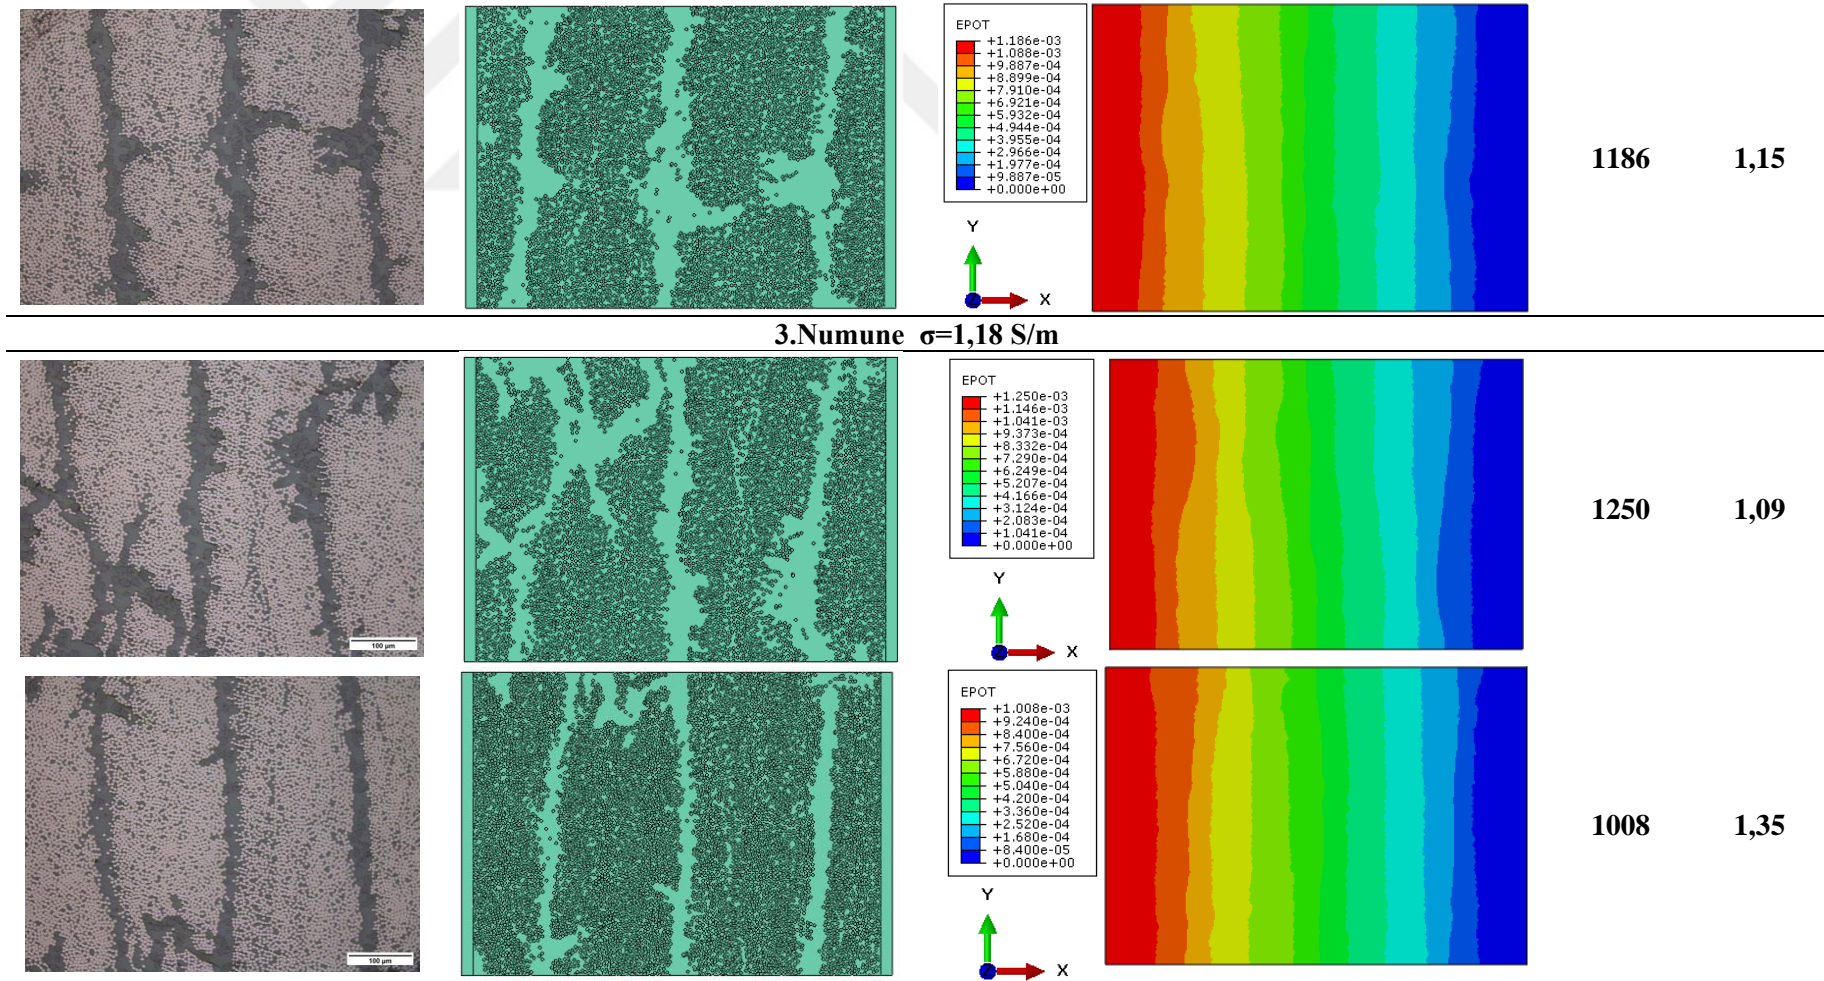 EPOT
+1.186e-03
+1.088e-03
+9.887e-04
+8.899e-04
+7.910e-04
+6.921e-04
+5.932e-04
+4.944e-04
+3.955e-04
+2.966e-04
+1.977e-04
+9.887e-05
+0.000e+00
Y
Z
X
1186
1,15
3.Numune σ=1,18 S/m
100 µm
EPOT
+1.250e-03
+1.146e-03
+1.041e-03
+9.373e-04
+8.332e-04
+7.290e-04
+6.249e-04
+5.207e-04
+4.166e-04
+3.124e-04
+2.083e-04
+1.041e-04
+0.000e+00
Y
Z
X
1250
1,09
100 µm
EPOT
+1.008e-03
+9.240e-04
+8.400e-04
+7.560e-04
+6.720e-04
+5.880e-04
+5.040e-04
+4.200e-04
+3.360e-04
+2.520e-04
+1.680e-04
+8.400e-05
+0.000e+00
Y
Z
X
1008
1,35